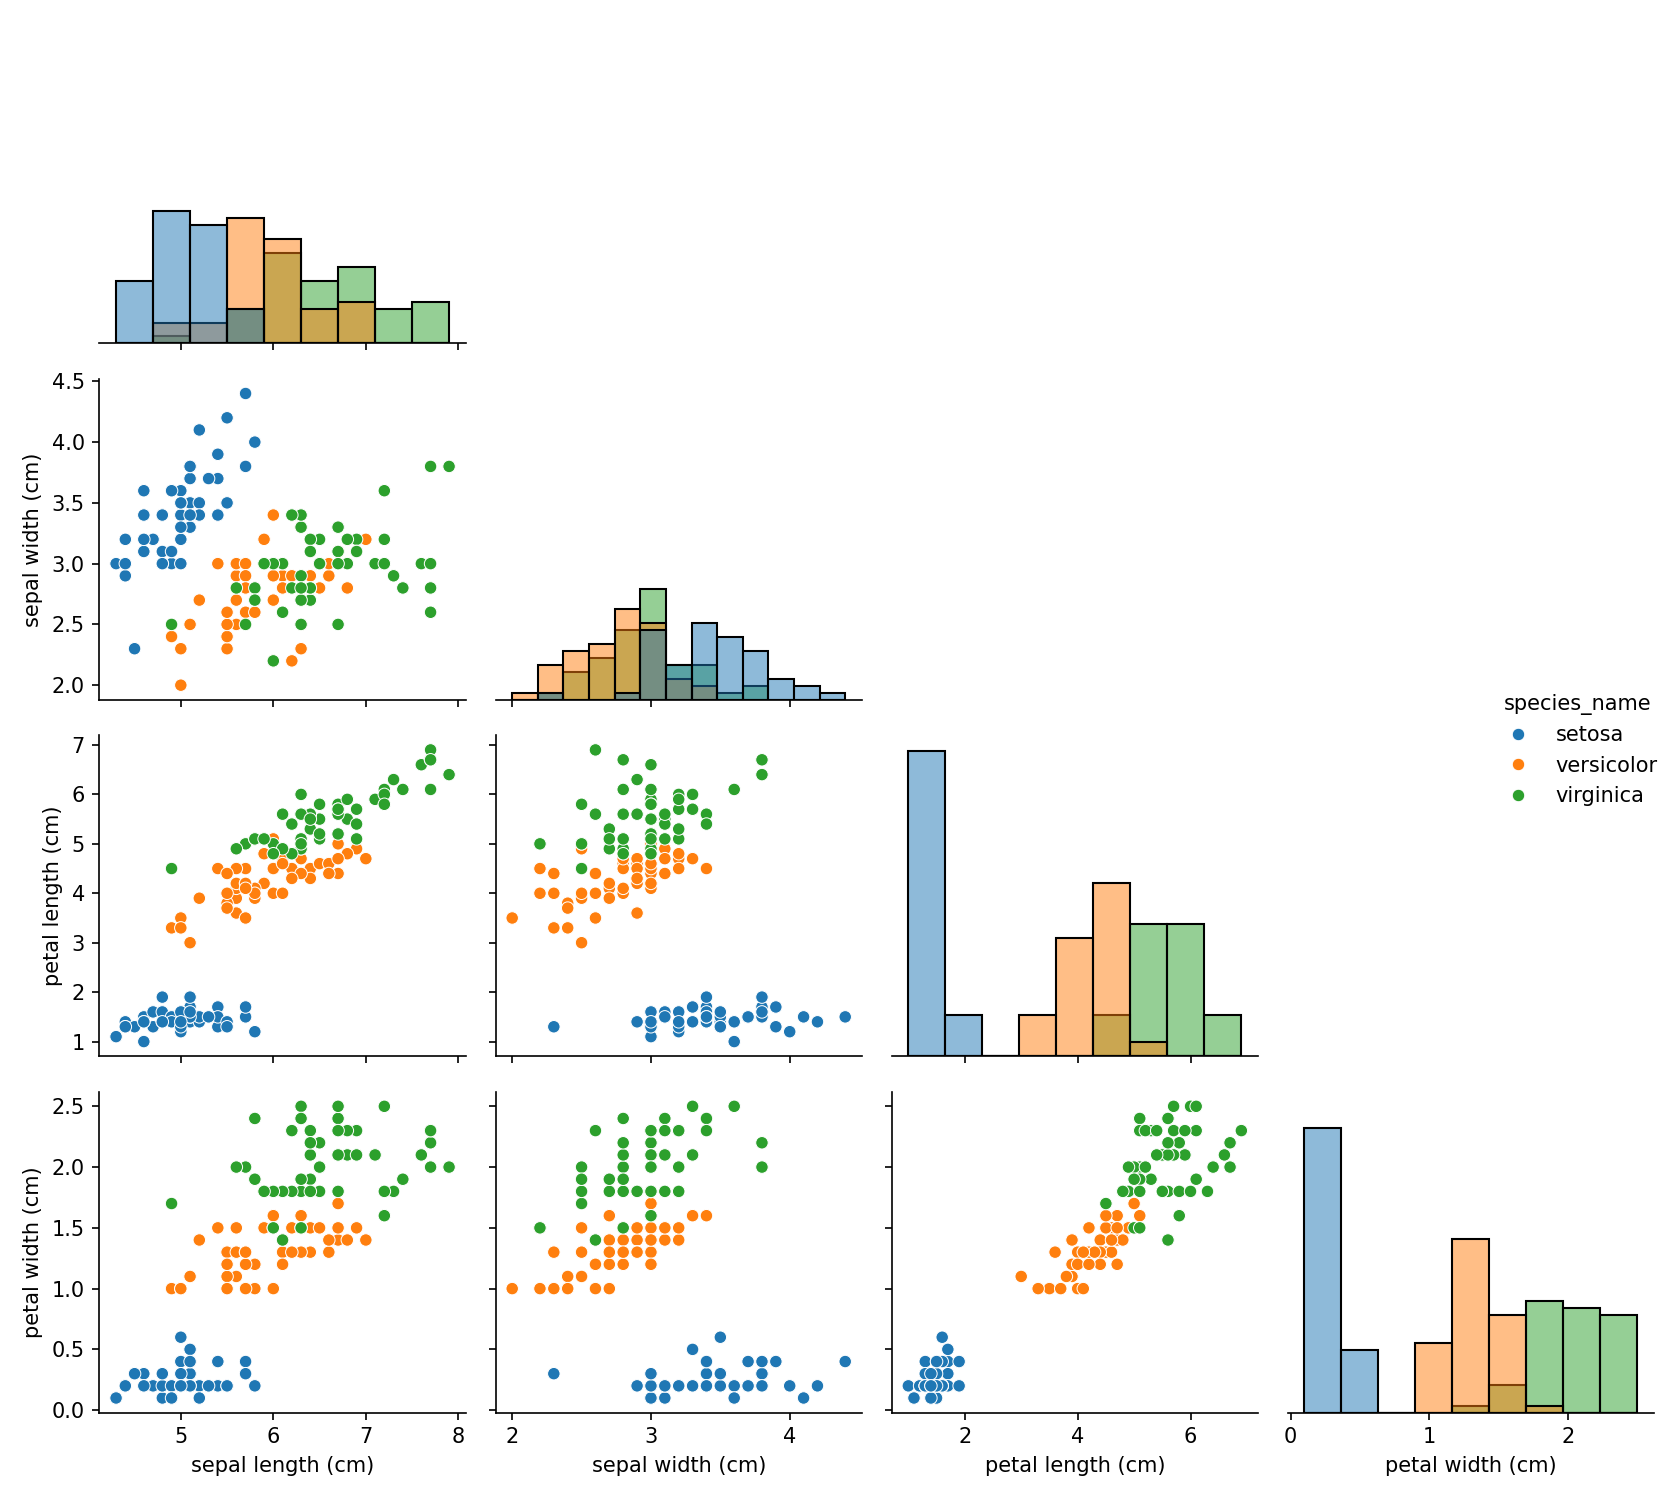 4.5
4.0
3.5
3.0
2.5
2.0
sepal width (cm)
species_name
setosa
versicolor
virginica
7
6
5
4
3
2
1
petal length (cm)
2.5
2.0
1.5
1.0
0.5
0.0
petal width (cm)
5 6 7 8
2 3 4
2 4 6
0 1 2
sepal length (cm)
sepal width (cm)
petal length (cm)
petal width (cm)